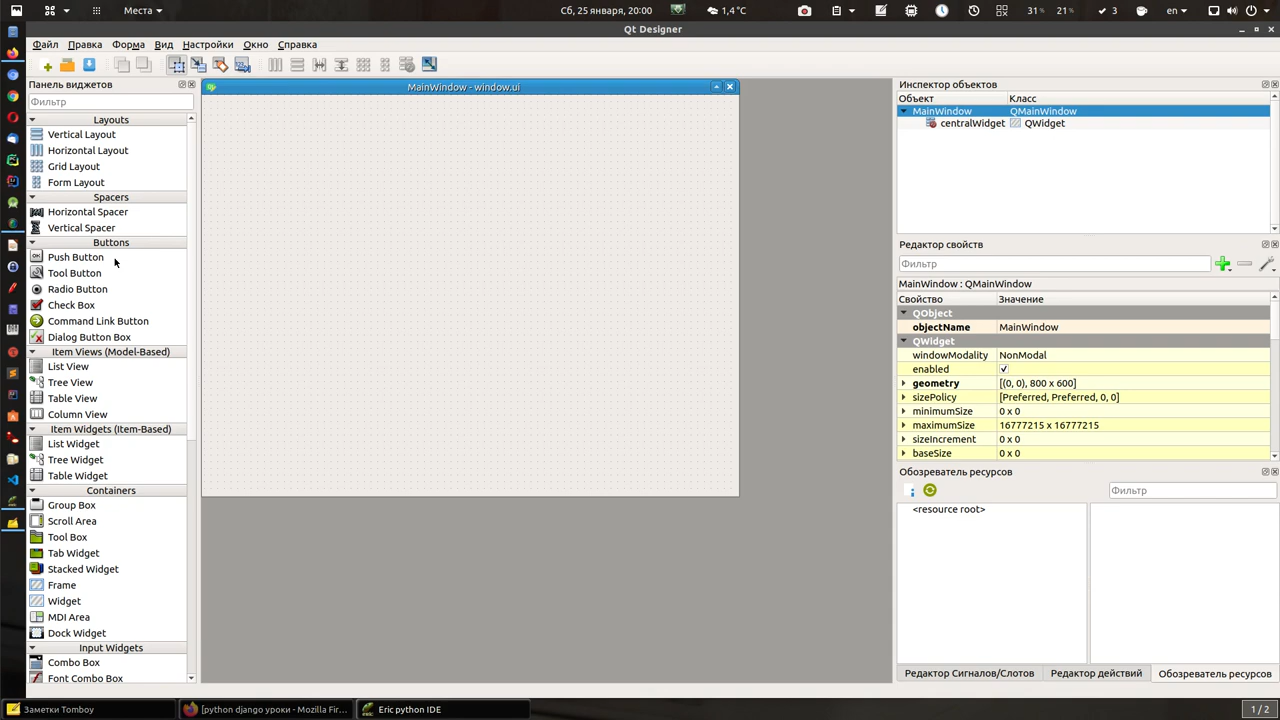 Места
Сб, 25 января, 20:00
1,4°C
31%
21%
3
en
Qt Designer
Файл Правка Форма Вид Настройки Окно Справка
Панель виджетов
Фильтр
Layouts
Vertical Layout
Horizontal Layout
Grid Layout
Form Layout
Spacers
Horizontal Spacer
Vertical Spacer
Buttons
Push Button
Tool Button
Radio Button
Check Box
Command Link Button
Dialog Button Box
Item Views (Model-Based)
List View
Tree View
Table View
Column View
Item Widgets (Item-Based)
List Widget
Tree Widget
Table Widget
Containers
Group Box
Scroll Area
Tool Box
Tab Widget
Stacked Widget
Frame
Widget
MDI Area
Dock Widget
Input Widgets
Combo Box
Font Combo Box
MainWindow - window.ui
Инспектор объектов
Объект Класс
MainWindow QMainWindow
centralWidget QWidget
Редактор свойств
Фильтр
MainWindow : QMainWindow
Свойство Значение
QObject
objectName MainWindow
QWidget
windowModality NonModal
enabled
geometry [(0, 0), 800 x 600]
sizePolicy [Preferred, Preferred, 0, 0]
minimumSize 0 x 0
maximumSize 16777215 x 16777215
sizeIncrement 0 x 0
baseSize 0 x 0
Обозреватель ресурсов
Фильтр
<resource root>
Редактор Сигналов/Слотов Редактор действий Обозреватель ресурсов
Заметки Tomboy
[python django уроки - Mozilla Fir...
Eric python IDE
1 / 2